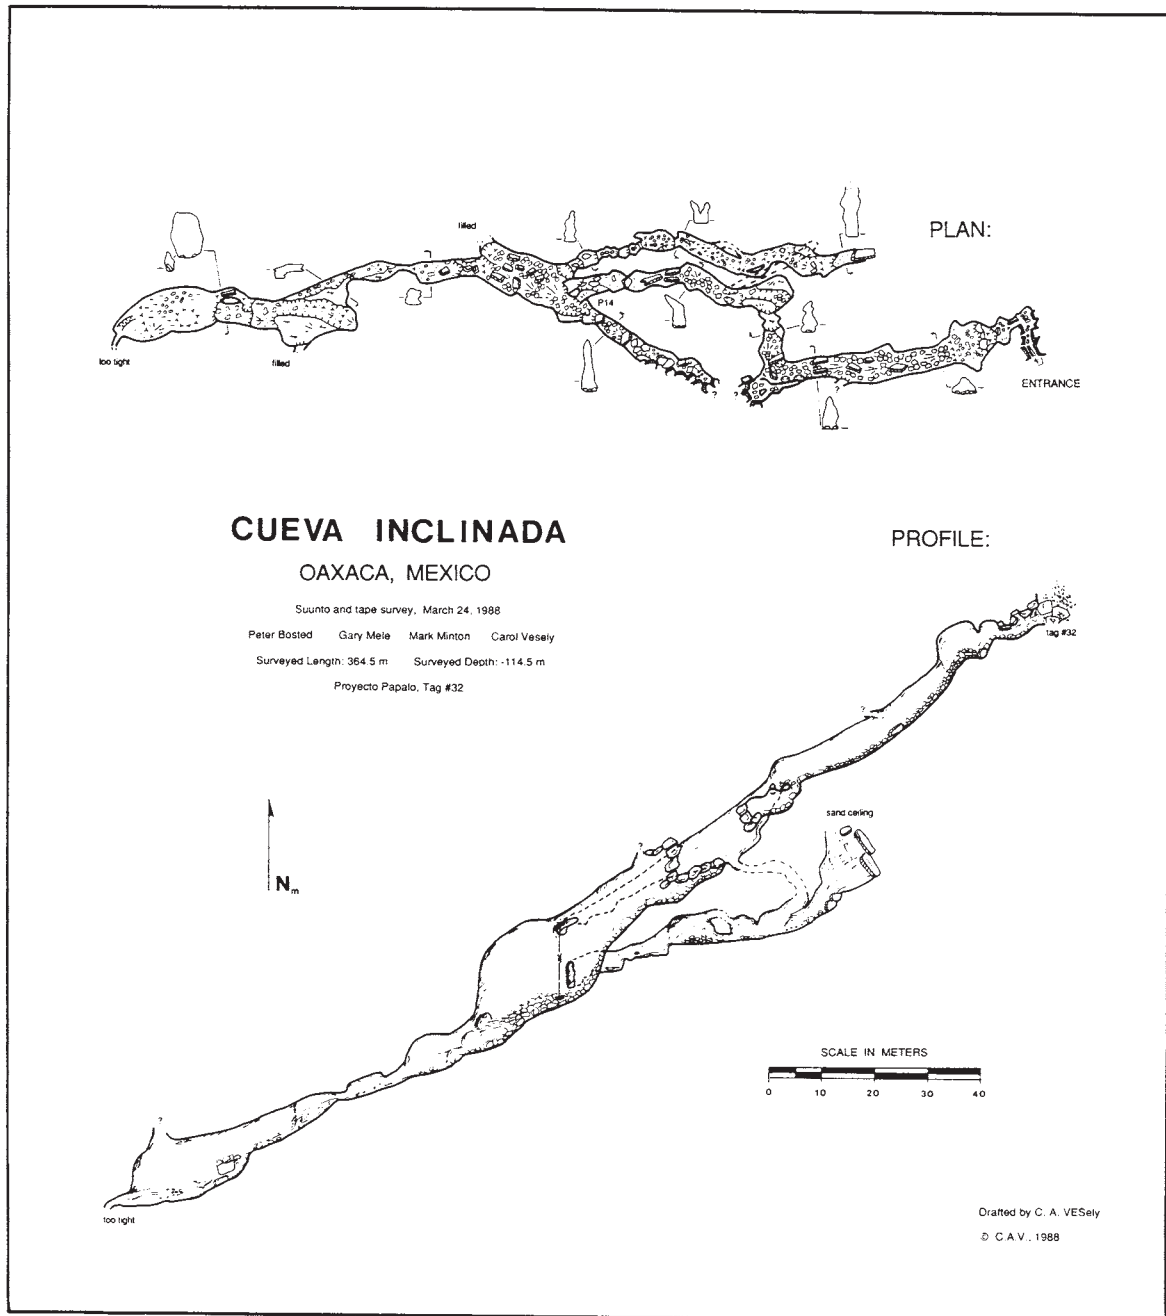 PLAN:
filled
P14
too tight
filled
?
?
?
ENTRANCE
CUEVA INCLINADA
OAXACA, MEXICO
Suunto and tape survey, March 24, 1988
Peter Bosted Gary Mele Mark Minton Carol Vesely
Surveyed Length: 364.5 m Surveyed Depth: -114.5 m
Proyecto Papalo, Tag #32
PROFILE:
tag #32
?
sand ceiling
?
Nm
SCALE IN METERS
0 10 20 30 40
?
too tight
Drafted by C. A. VESely
© C.A.V., 1988